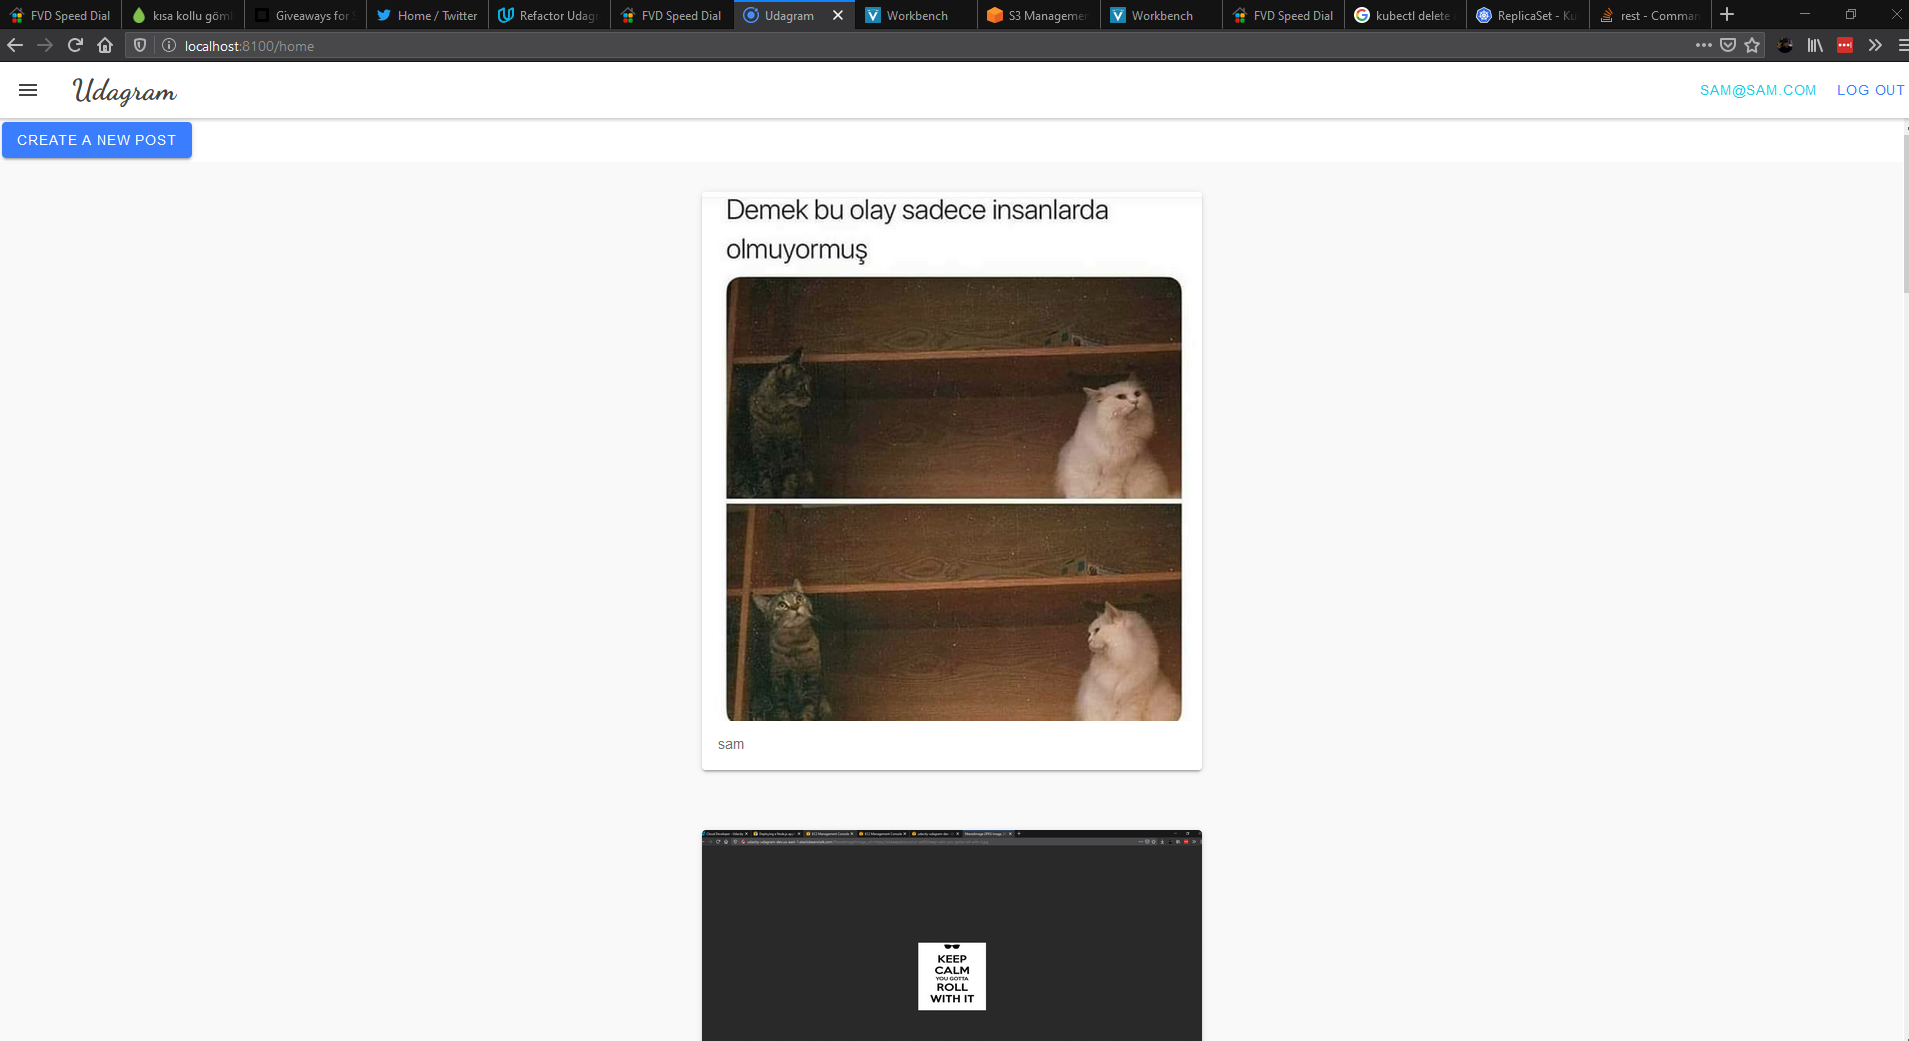 FVD Speed Dial
kısa kollu göml
Giveaways for S
Home / Twitter
Refactor Udagr
FVD Speed Dial
Udagram
Workbench
S3 Managemen
Workbench
FVD Speed Dial
kubectl delete
ReplicaSet - Ku
rest - Comman
localhost:8100/home
Udagram
SAM@SAM.COM
LOG OUT
CREATE A NEW POST
Demek bu olay sadece insanlarda
olmuyormuş
sam
KEEP
CALM
YOU GOTTA
ROLL
WITH IT